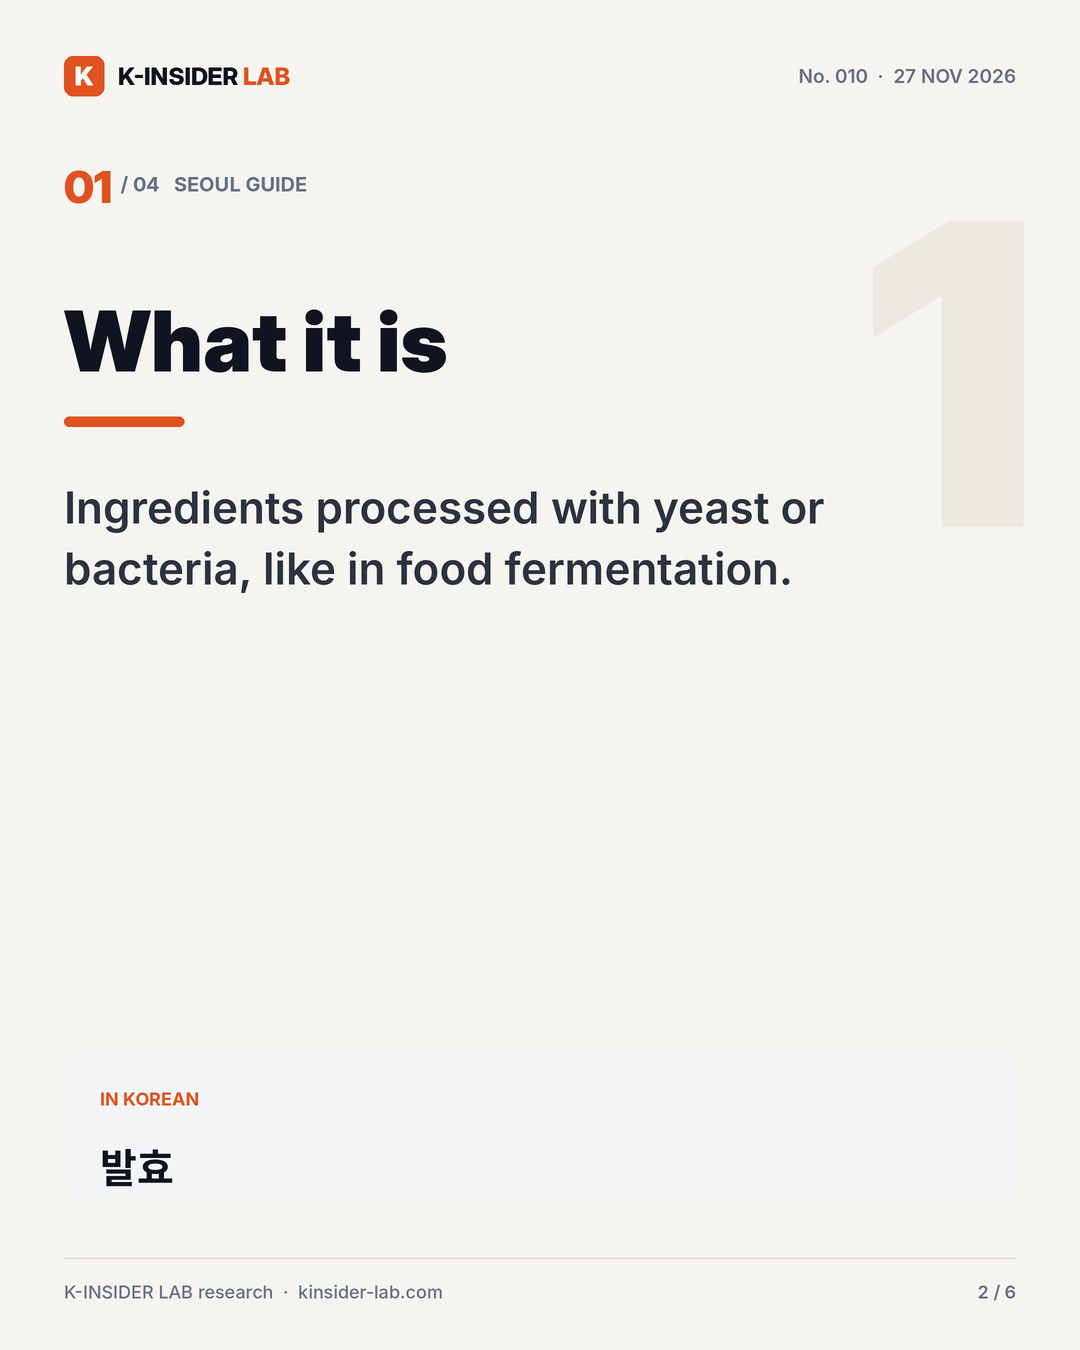 K K-INSIDER LAB
No. 010 · 27 NOV 2026
01 / 04 SEOUL GUIDE
1
What it is
Ingredients processed with yeast or
bacteria, like in food fermentation.
IN KOREAN
발효
K-INSIDER LAB research · kinsider-lab.com
2 / 6